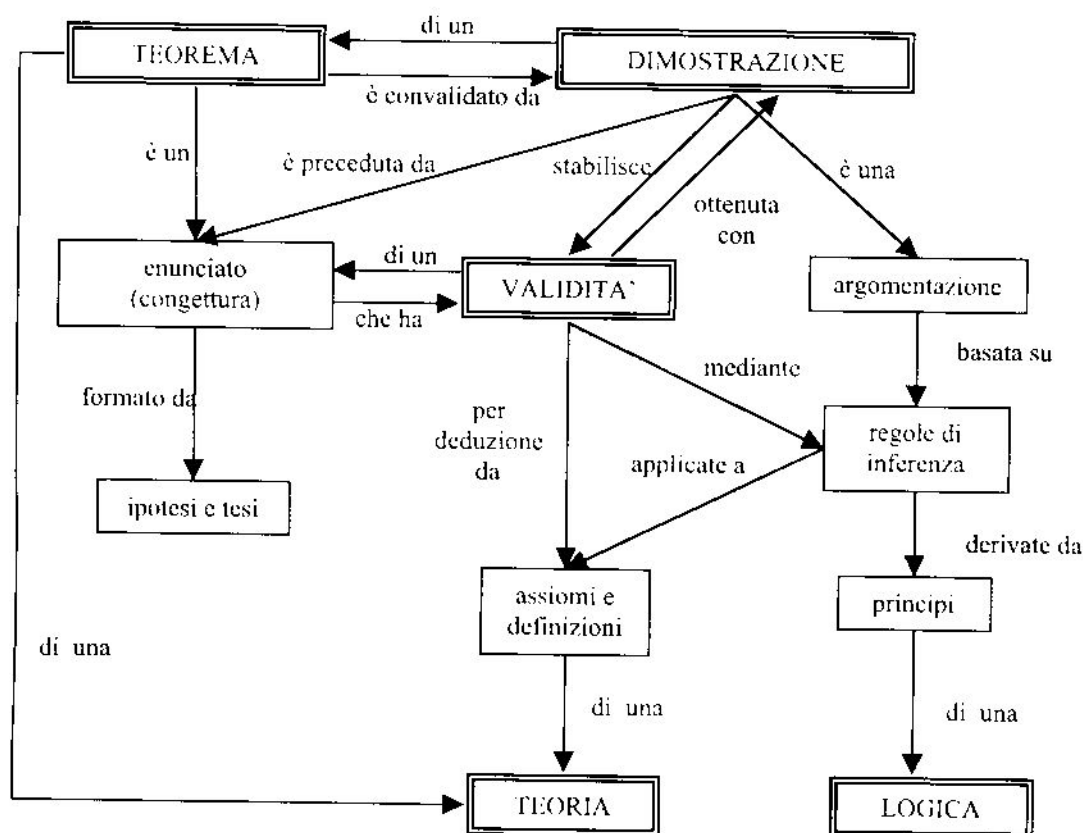 di un
TEOREMA
DIMOSTRAZIONE
è convalidato da
è un
è preceduta da
stabilisce
è una
ottenuta
con
enunciato
(congettura)
di un
che ha
VALIDITA`
argomentazione
basata su
formato da
mediante
per
deduzione
da
applicate a
regole di
inferenza
ipotesi e tesi
derivate da
assiomi e
definizioni
principi
di una
di una
di una
TEORIA
LOGICA